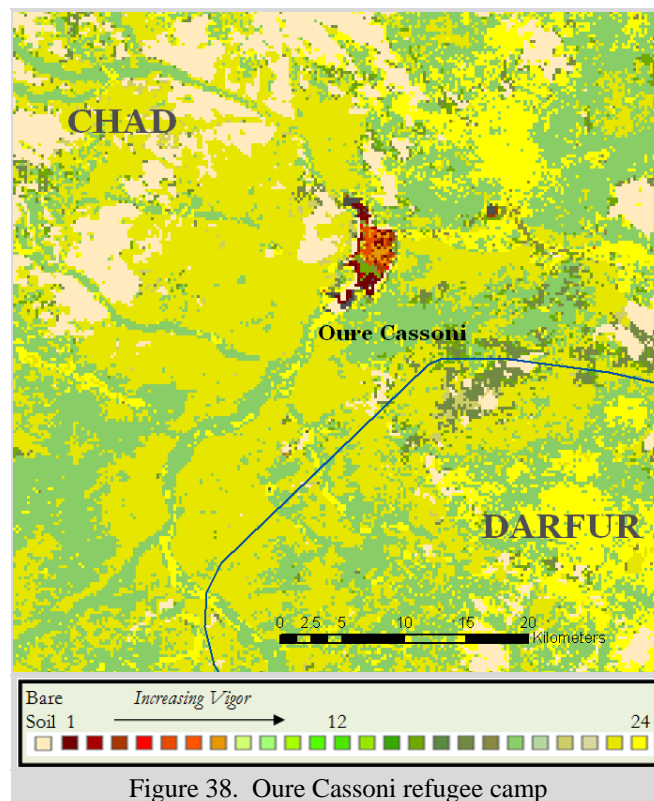 CHAD
Oure Cassoni
DARFUR
0 2.5 5 10 15 20
Kilometers
Bare Increasing Vigor
Soil 1 12 24
Figure 38. Oure Cassoni refugee camp